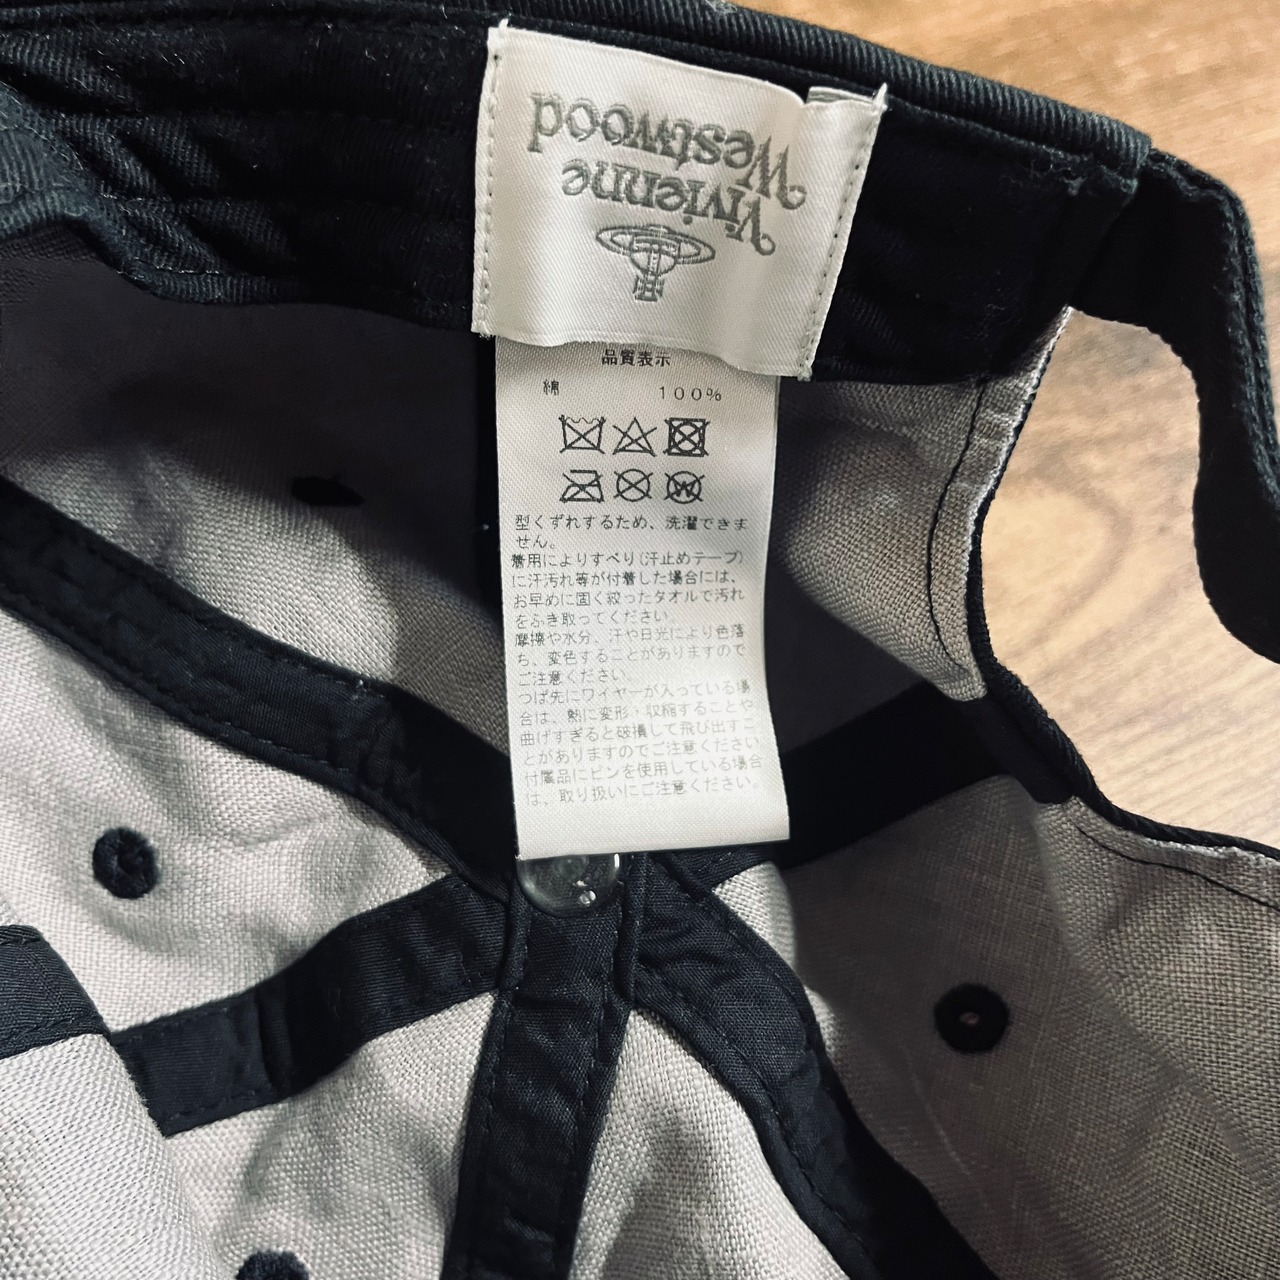 Vivienne
Westwood
品質表示
綿 100%
W
型くずれするため、洗濯できま
せん。
着用によりすべり(汗止めテープ)
に汗汚れ等が付着した場合には、
お早めに固く絞ったタオルで汚れ
をふき取ってください。
摩擦や水分、汗や日光により色落
ち、変色することがありますので
ご注意ください。
つば先にワイヤーが入っている場
合は、熱に変形・収縮することや
曲げすぎると破損して飛び出すこ
とがありますのでご注意ください
付属品にピンを使用している場合
は、取り扱いにご注意ください。